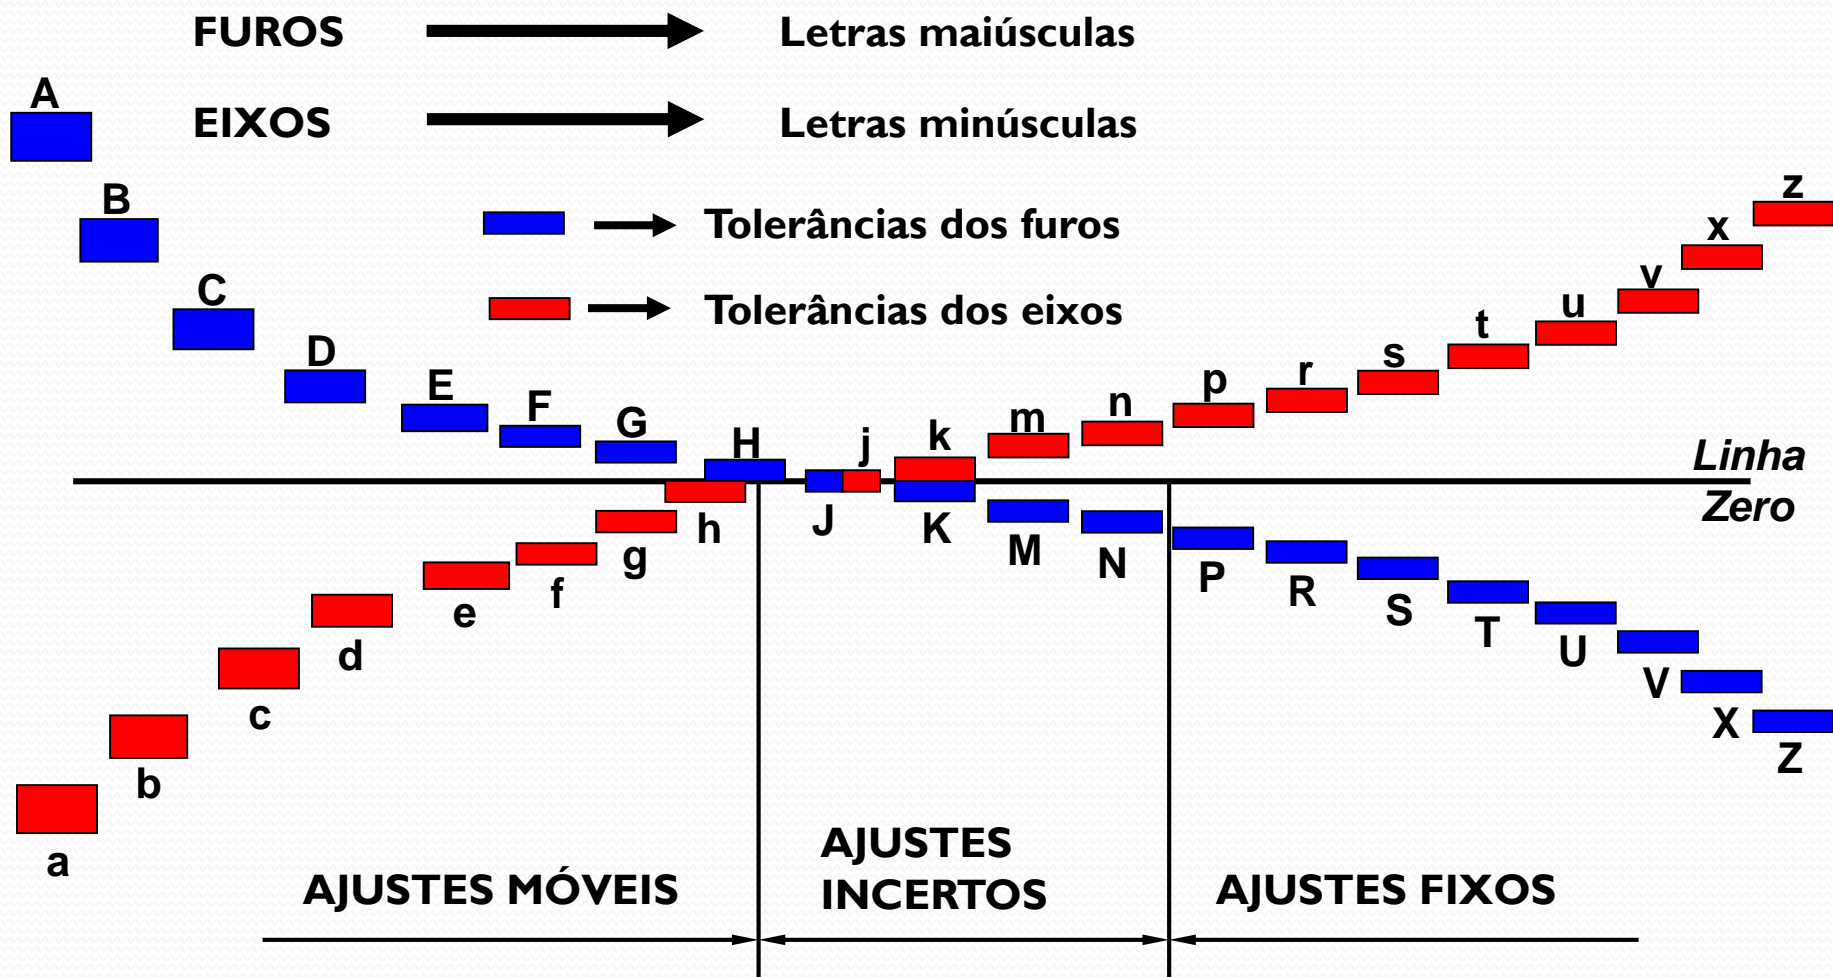 FUROS Letras maiúsculas
A
EIXOS Letras minúsculas
B
z
Tolerâncias dos furos
x
C
v
Tolerâncias dos eixos
u
t
D
s
r
E
p
F
n
G
m
H
j
k
Linha
Zero
J
K
h
M
N
g
P
f
R
e
S
T
d
U
V
c
X
b
Z
a
AJUSTES MÓVEIS
AJUSTES
INCERTOS
AJUSTES FIXOS